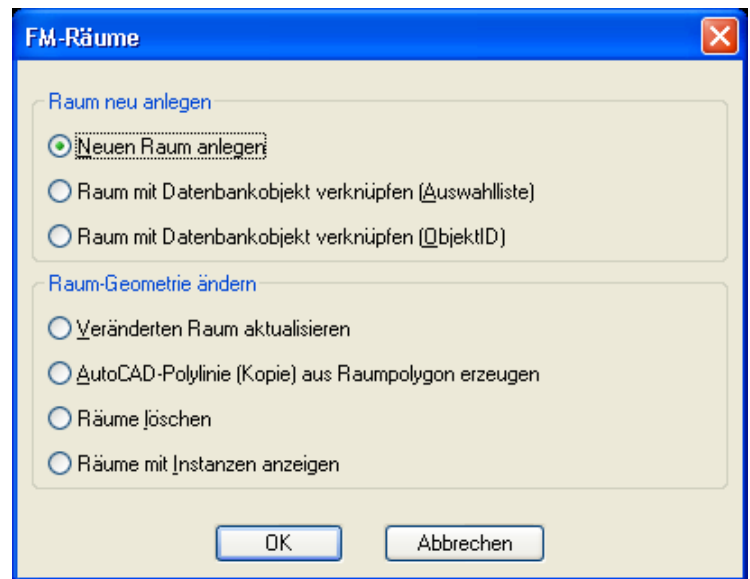 FM-Räume
Raum neu anlegen
Neuen Raum anlegen
Raum mit Datenbankobjekt verknüpfen (Auswahlliste)
Raum mit Datenbankobjekt verknüpfen (ObjektID)
Raum-Geometrie ändern
Veränderten Raum aktualisieren
AutoCAD-Polylinie (Kopie) aus Raumpolygon erzeugen
Räume löschen
Räume mit Instanzen anzeigen
OK
Abbrechen